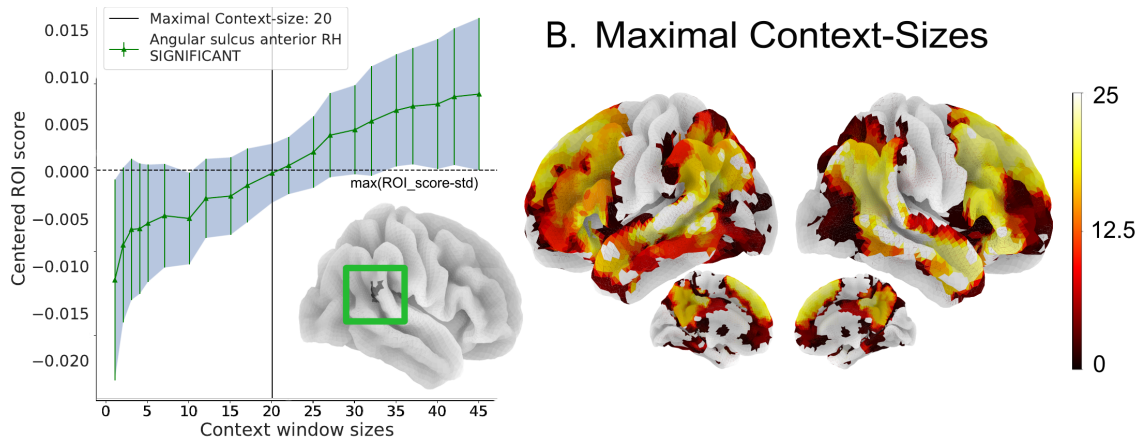 0.015
0.010
0.005
0.000
−0.005
−0.010
−0.015
−0.020
Centered ROI score
Maximal Context-size: 20
Angular sulcus anterior RH
SIGNIFICANT
max(ROI_score-std)
0 5 10 15 20 25 30 35 40 45
Context window sizes
B. Maximal Context-Sizes
25
12.5
0